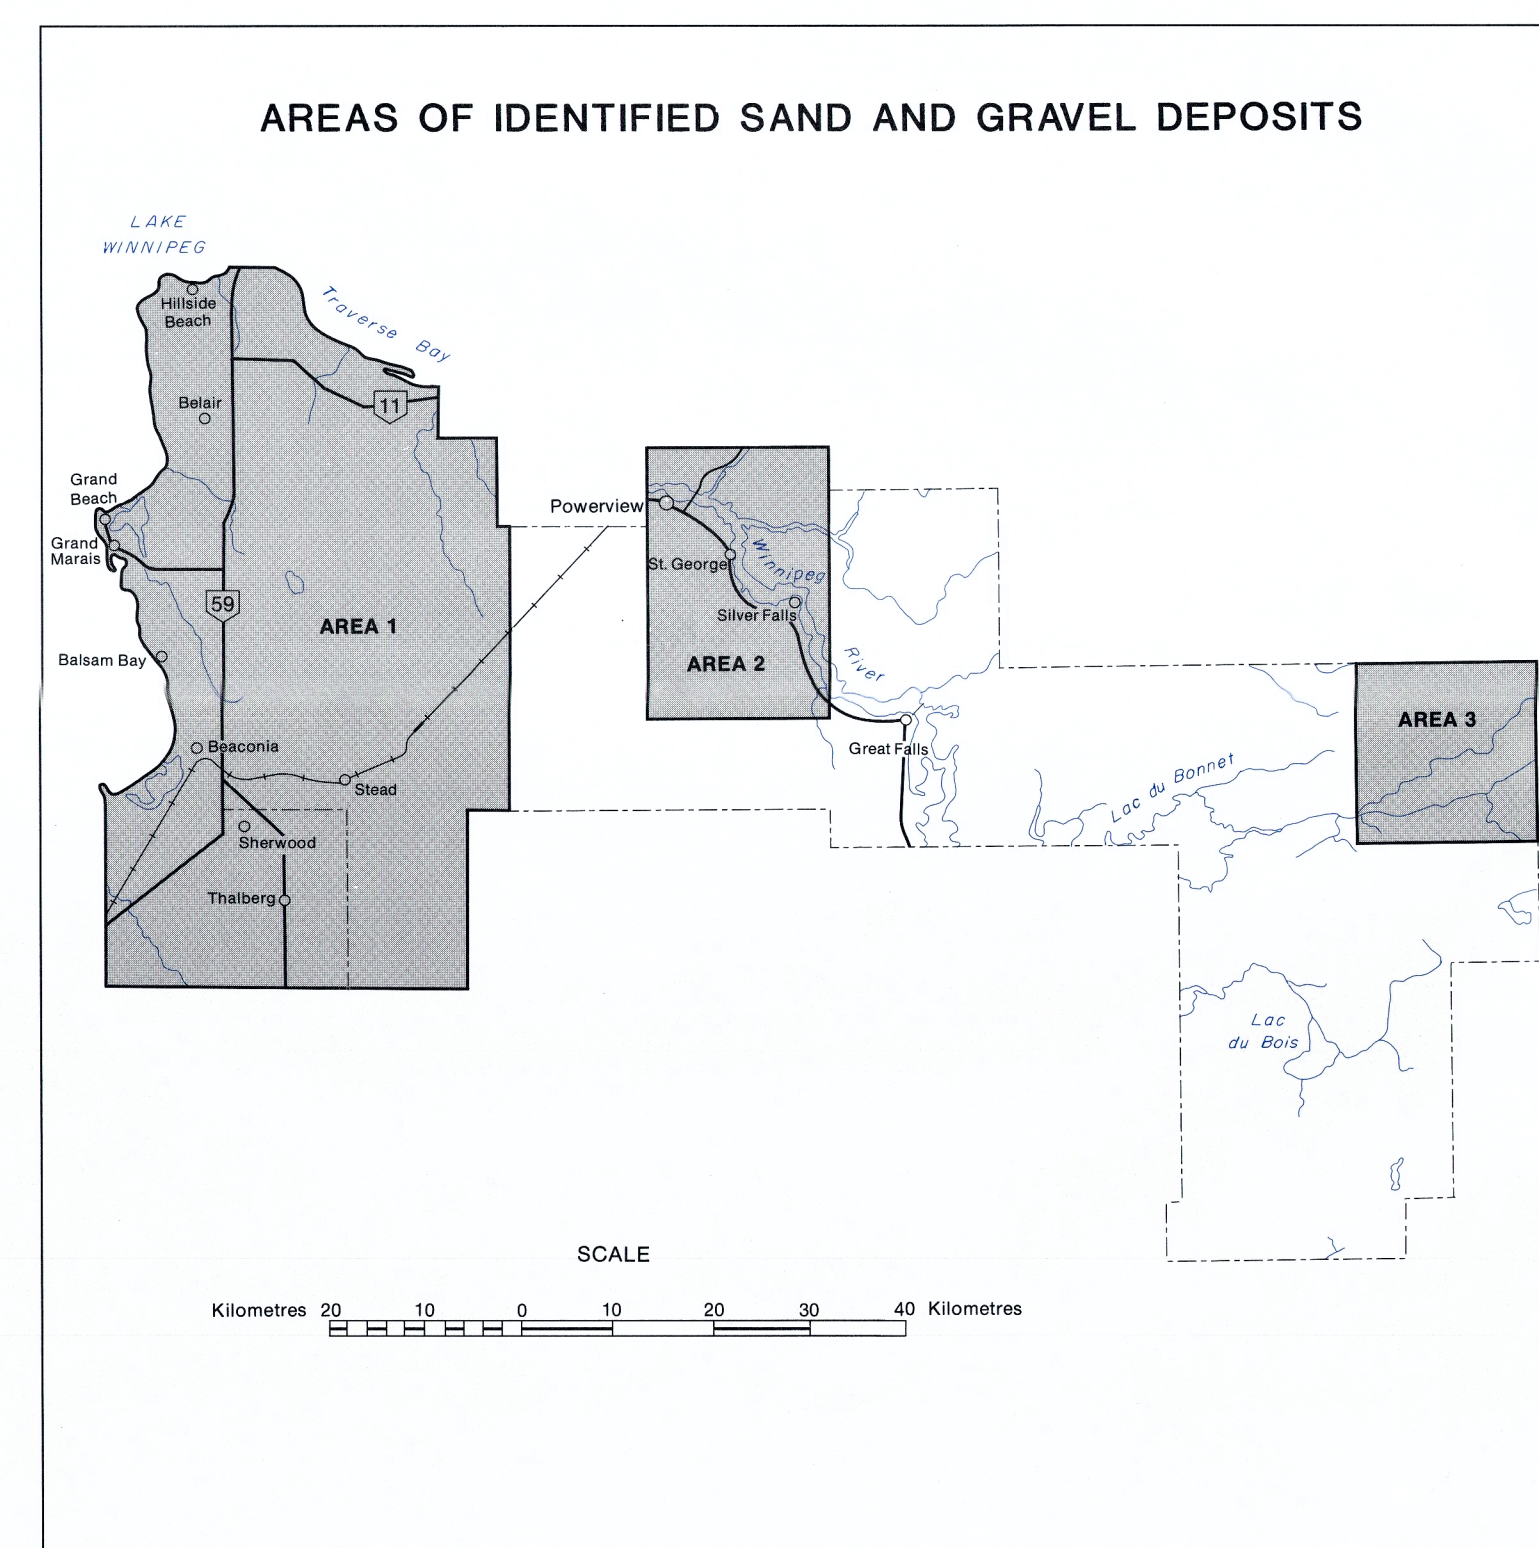 AREAS OF IDENTIFIED SAND AND GRAVEL DEPOSITS
LAKE
WINNIPEG
Hillside
Beach
Traverse Bay
Belair
11
Grand
Beach
Powerview
Grand
Marais
St. George
Winnipeg
59
Silver Falls
AREA 1
Balsam Bay
AREA 2
River
AREA 3
Beaconia
Great Falls
Stead
Lac du Bonnet
Sherwood
Thalberg
Lac
du Bois
SCALE
Kilometres 20 10 0 10 20 30 40 Kilometres